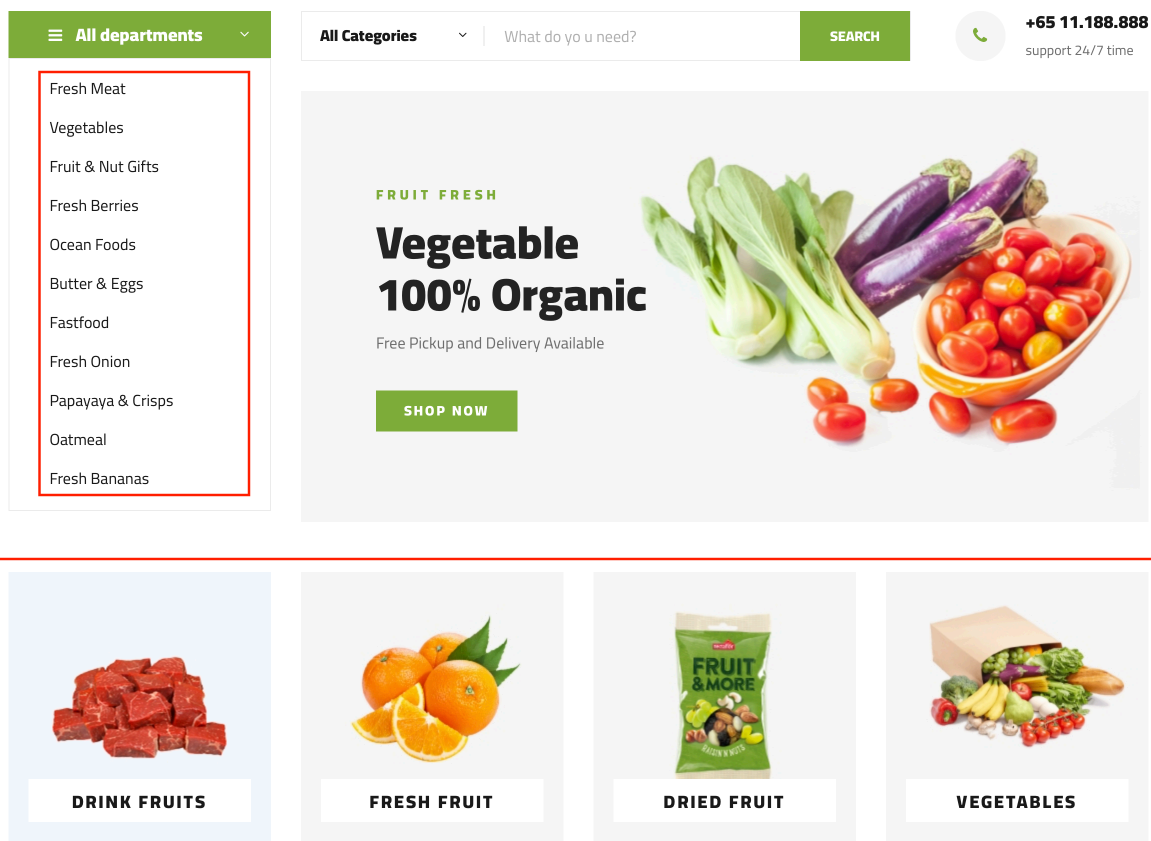 All departments
All Categories
What do yo u need?
SEARCH
+65 11.188.888
support 24/7 time
Fresh Meat
Vegetables
Fruit & Nut Gifts
Fresh Berries
Ocean Foods
Butter & Eggs
Fastfood
Fresh Onion
Papayaya & Crisps
Oatmeal
Fresh Bananas
FRUIT FRESH
Vegetable
100% Organic
Free Pickup and Delivery Available
SHOP NOW
DRINK FRUITS
FRESH FRUIT
FRUIT
&MORE
DRIED FRUIT
VEGETABLES